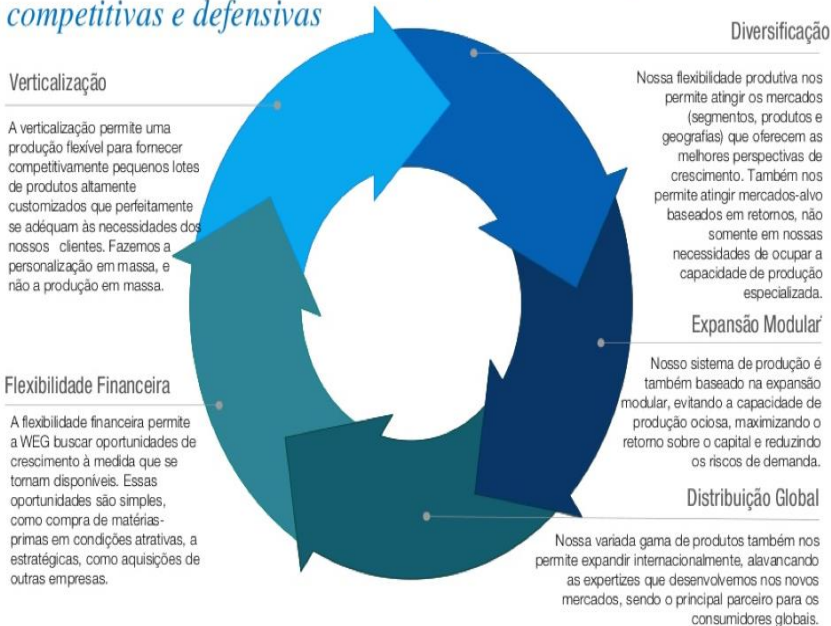 competitivas e defensivas
Verticalização
A verticalização permite uma
produção flexível para fornecer
competitivamente pequenos lotes
de produtos altamente
customizados que perfeitamente
se adéquam às necessidades dos
nossos clientes. Fazemos a
personalização em massa, e
não a produção em massa.
Diversificação
Nossa flexibilidade produtiva nos
permite atingir os mercados
(segmentos, produtos e
geografias) que oferecem as
melhores perspectivas de
crescimento. Também nos
permite atingir mercados-alvo
baseados em retornos, não
somente em nossas
necessidades de ocupar a
capacidade de produção
especializada.
Expansão Modular
Nosso sistema de produção é
também baseado na expansão
modular, evitando a capacidade de
produção ociosa, maximizando o
retorno sobre o capital e reduzindo
os riscos de demanda.
Distribuição Global
Nossa variada gama de produtos também nos
permite expandir internacionalmente, alavancando
as expertizes que desenvolvemos nos novos
mercados, sendo o principal parceiro para os
consumidores globais.
Flexibilidade Financeira
A flexibilidade financeira permite
a WEG buscar oportunidades de
crescimento à medida que se
tornam disponíveis. Essas
oportunidades são simples,
como compra de matérias-
primas em condições atrativas, a
estratégicas, como aquisições de
outras empresas.